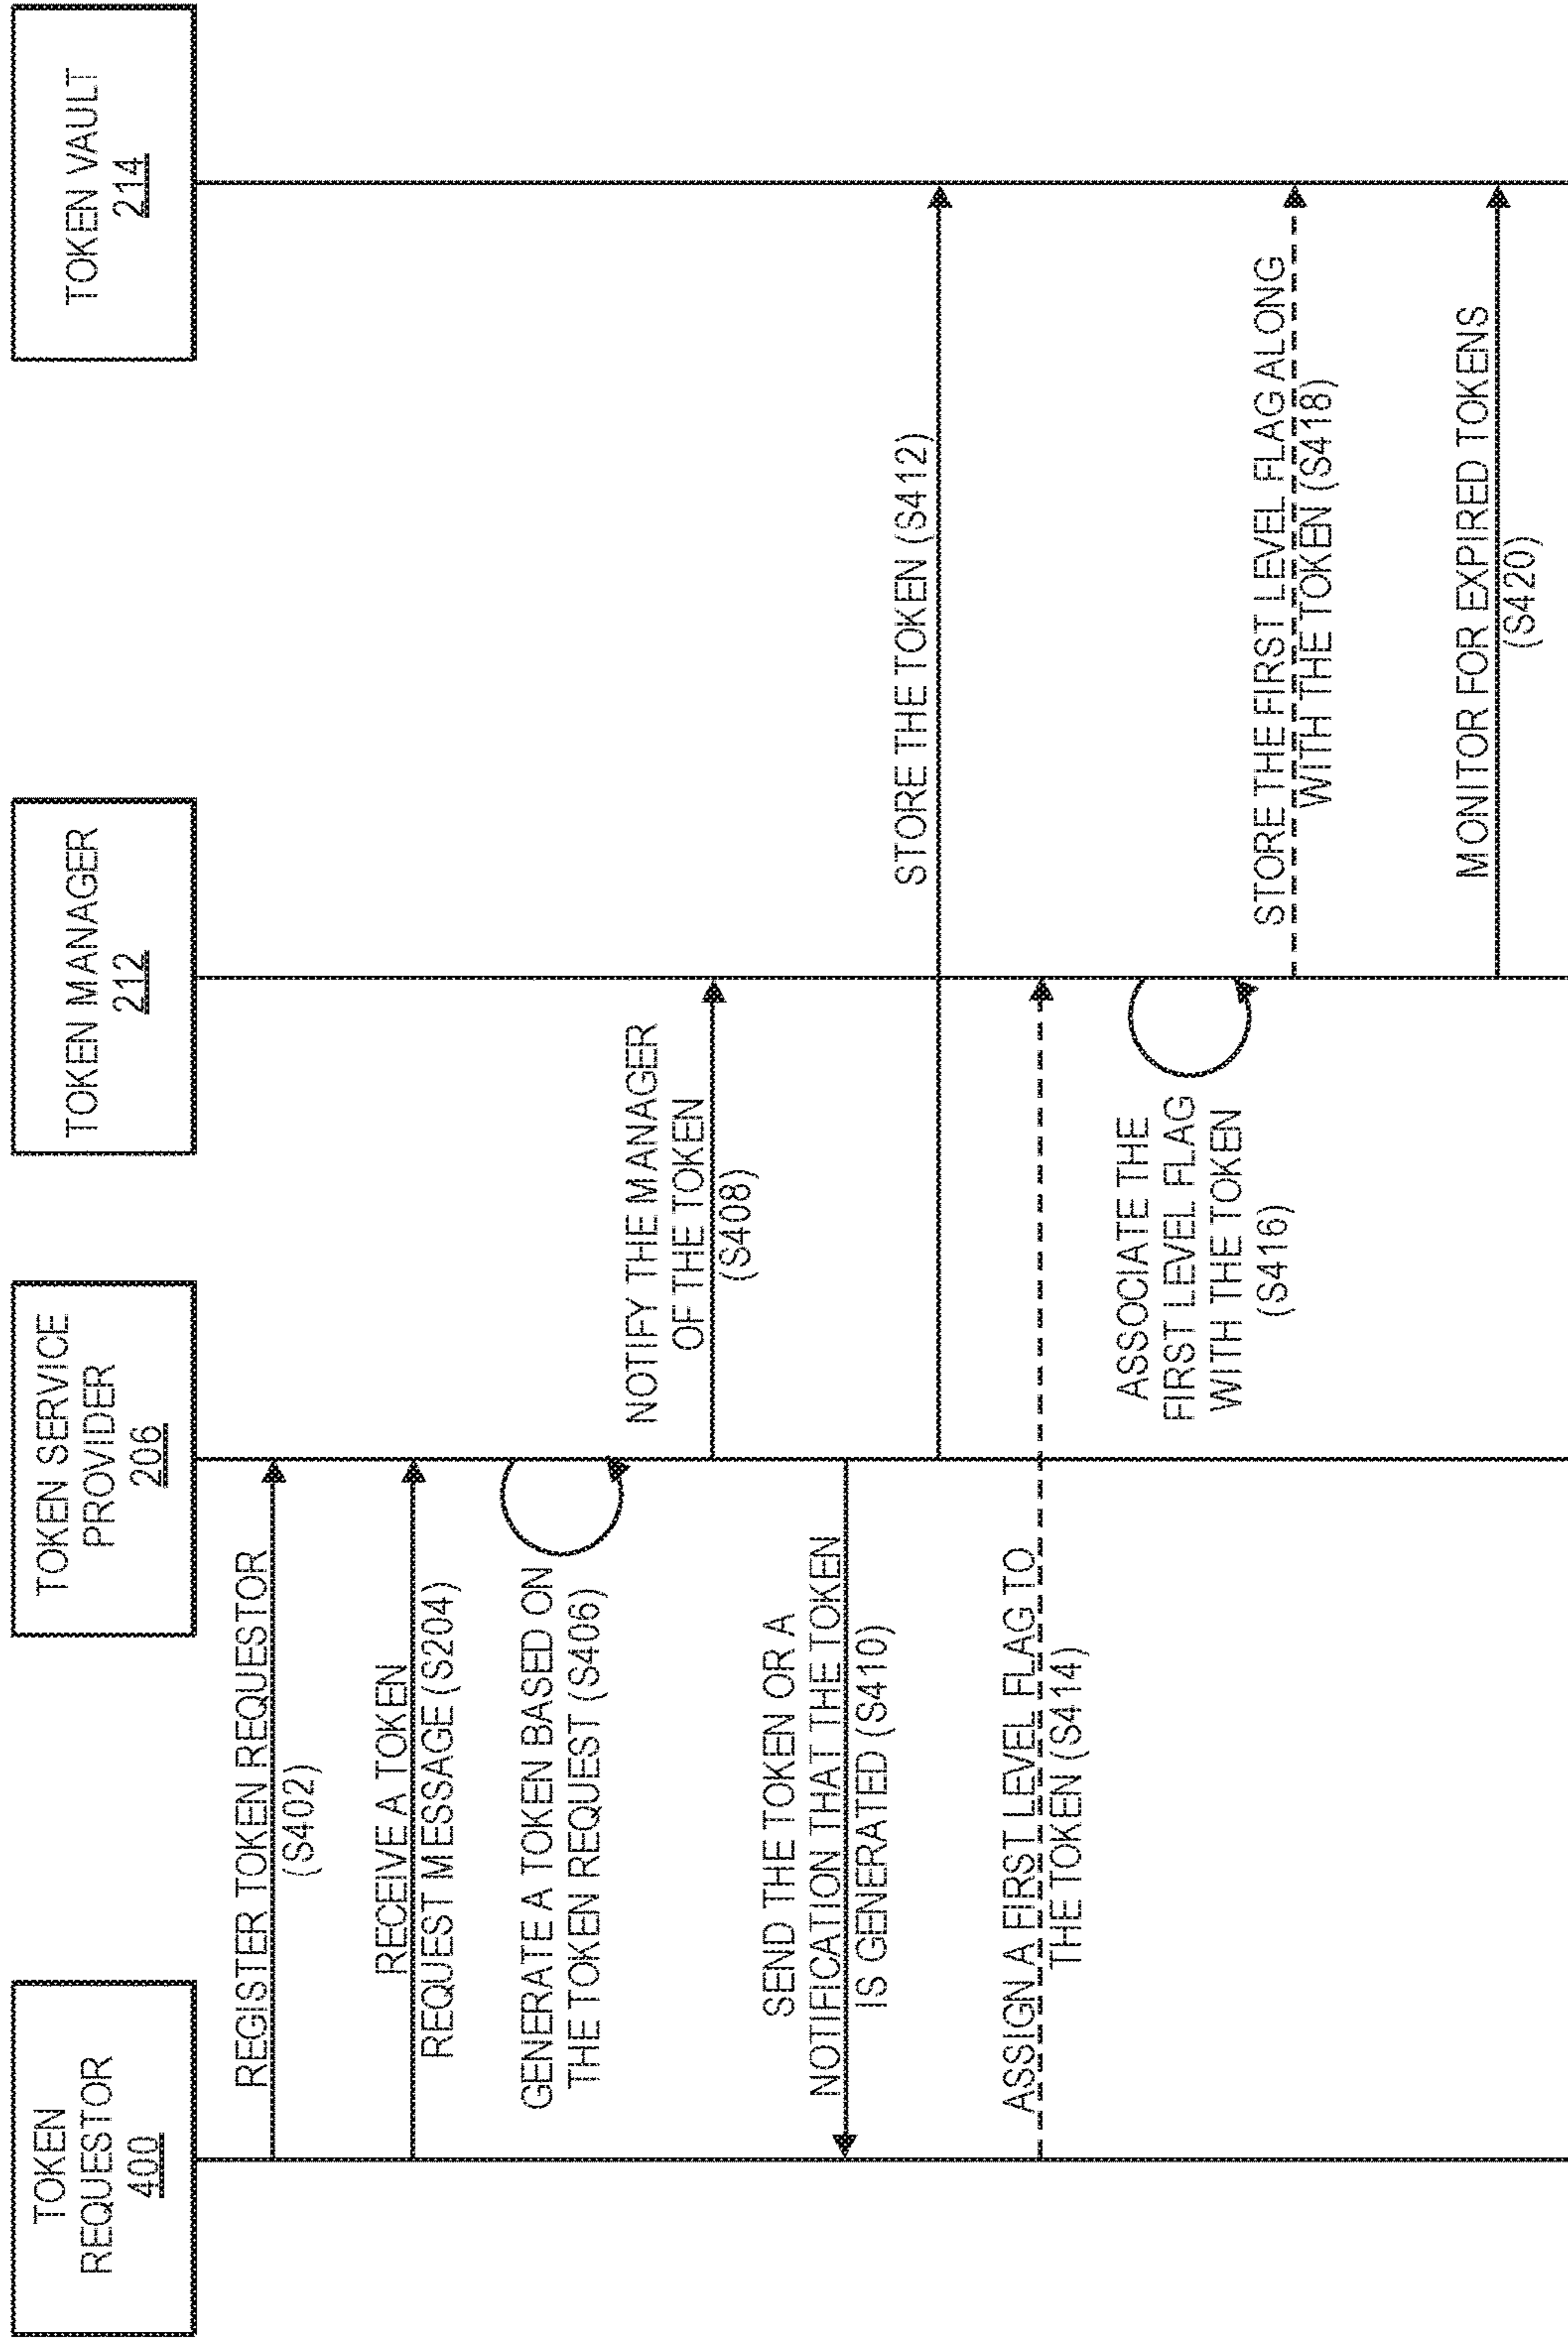 TOKEN
REQUESTOR
400
TOKEN SERVICE
PROVIDER
206
TOKEN MANAGER
212
TOKEN VAULT
214
REGISTER TOKEN REQUESTOR
(S402)
RECEIVE A TOKEN
REQUEST MESSAGE (S204)
GENERATE A TOKEN BASED ON
THE TOKEN REQUEST (S406)
NOTIFY THE MANAGER
OF THE TOKEN
(S408)
SEND THE TOKEN OR A
NOTIFICATION THAT THE TOKEN
IS GENERATED (S410)
STORE THE TOKEN (S412)
ASSIGN A FIRST LEVEL FLAG TO
THE TOKEN (S414)
ASSOCIATE THE
FIRST LEVEL FLAG
WITH THE TOKEN
(S416)
STORE THE FIRST LEVEL FLAG ALONG
WITH THE TOKEN (S418)
MONITOR FOR EXPIRED TOKENS
(S420)